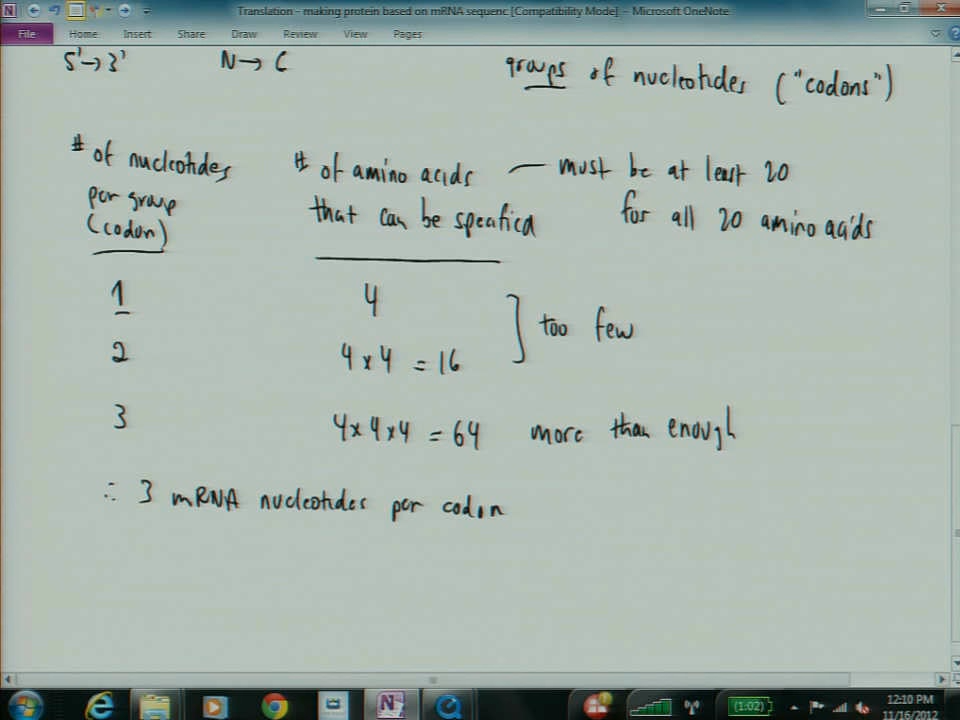 Translation - making protein based on mRNA sequenc [Compatibility Mode] - Microsoft OneNote
File Home Insert Share Draw View Pages
5'→3' N→C groups of nucleotides ("codons")
# of nucleotides # of amino acids — must be at least 20
per group that can be specified for all 20 amino acids
(codon)
1 4
] too few
2 4 x 4 = 16
3 4 x 4 x 4 = 64 more than enough
∴ 3 mRNA nucleotides per codon
(1:02) 12:10 PM
11/16/2012